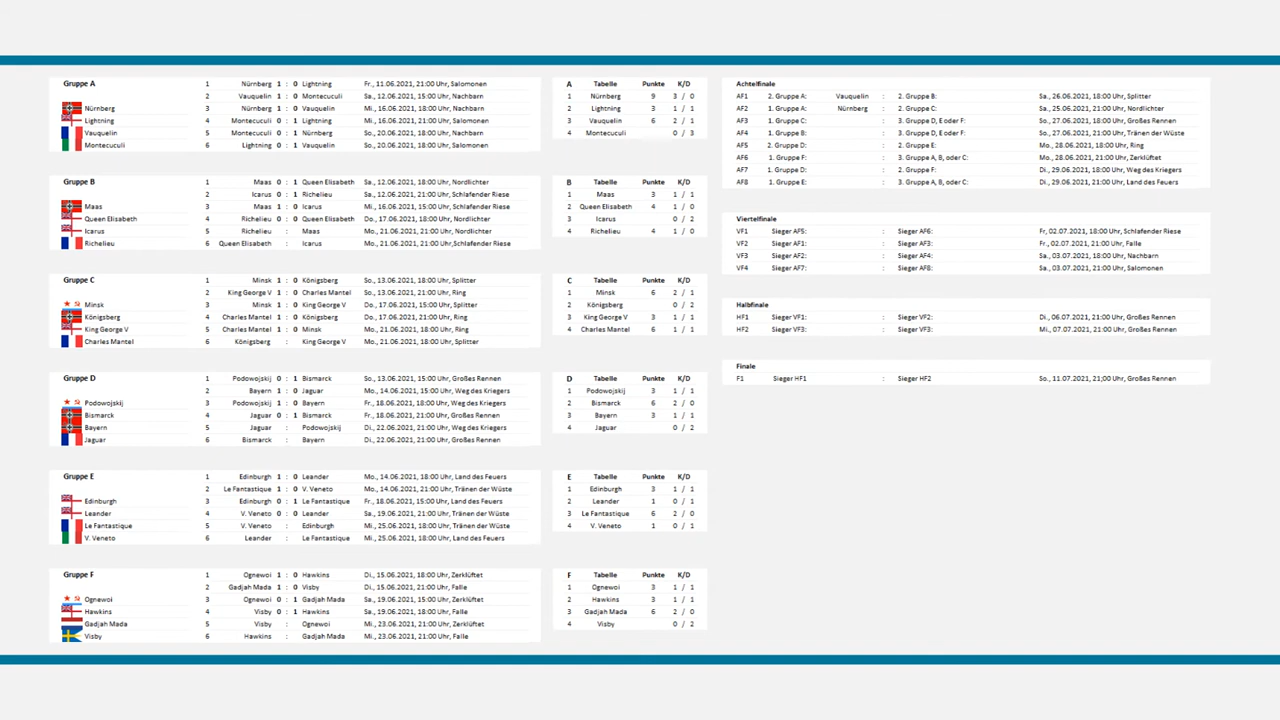 Gruppe A 1 Nürnberg 1 : 0 Lightning Fr., 11.06.2021, 21:00 Uhr, Salomonen
2 Vauquelin 1 : 0 Montecuculi Sa., 12.06.2021, 15:00 Uhr, Nachbarn
Nürnberg 3 Nürnberg 1 : 0 Vauquelin Mi., 16.06.2021, 18:00 Uhr, Nachbarn
Lightning 4 Montecuculi 0 : 1 Lightning Mi., 16.06.2021, 21:00 Uhr, Salomonen
Vauquelin 5 Montecuculi 0 : 1 Nürnberg So., 20.06.2021, 18:00 Uhr, Nachbarn
Montecuculi 6 Lightning 0 : 1 Vauquelin So., 20.06.2021, 18:00 Uhr, Salomonen
A Tabelle Punkte K/D
1 Nürnberg 9 3 / 0
2 Lightning 3 1 / 1
3 Vauquelin 6 2 / 1
4 Montecuculi 0 / 3
Gruppe B 1 Maas 0 : 1 Queen Elisabeth Sa., 12.06.2021, 18:00 Uhr, Nordlichter
2 Icarus 0 : 1 Richelieu Sa., 12.06.2021, 21:00 Uhr, Schlafender Riese
Maas 3 Maas 1 : 0 Icarus Mi., 16.06.2021, 15:00 Uhr, Schlafender Riese
Queen Elisabeth 4 Richelieu 0 : 0 Queen Elisabeth Do., 17.06.2021, 18:00 Uhr, Nordlichter
Icarus 5 Richelieu : Maas Mo., 21.06.2021, 21:00 Uhr, Nordlichter
Richelieu 6 Queen Elisabeth : Icarus Mo., 21.06.2021, 21:00 Uhr,Schlafender Riese
B Tabelle Punkte K/D
1 Maas 3 1 / 1
2 Queen Elisabeth 4 1 / 0
3 Icarus 0 / 2
4 Richelieu 4 1 / 0
Gruppe C 1 Minsk 1 : 0 Königsberg So., 13.06.2021, 18:00 Uhr, Splitter
2 King George V 1 : 0 Charles Mantel So., 13.06.2021, 21:00 Uhr, Ring
Minsk 3 Minsk 1 : 0 King George V Do., 17.06.2021, 15:00 Uhr, Splitter
Königsberg 4 Charles Mantel 1 : 0 Königsberg Do., 17.06.2021, 21:00 Uhr, Ring
King George V 5 Charles Mantel 1 : 0 Minsk Mo., 21.06.2021, 18:00 Uhr, Ring
Charles Mantel 6 Königsberg : King George V Mo., 21.06.2021, 18:00 Uhr, Splitter
C Tabelle Punkte K/D
1 Minsk 6 2 / 1
2 Königsberg 0 / 2
3 King George V 3 1 / 1
4 Charles Mantel 6 1 / 1
Gruppe D 1 Podowojskij 0 : 1 Bismarck So., 13.06.2021, 15:00 Uhr, Großes Rennen
2 Bayern 1 : 0 Jaguar Mo., 14.06.2021, 15:00 Uhr, Weg des Kriegers
Podowojskij 3 Podowojskij 1 : 0 Bayern Fr., 18.06.2021, 18:00 Uhr, Weg des Kriegers
Bismarck 4 Jaguar 0 : 1 Bismarck Fr., 18.06.2021, 21:00 Uhr, Großes Rennen
Bayern 5 Jaguar : Podowojskij Di., 22.06.2021, 21:00 Uhr, Weg des Kriegers
Jaguar 6 Bismarck : Bayern Di., 22.06.2021, 21:00 Uhr, Großes Rennen
D Tabelle Punkte K/D
1 Podowojskij 3 1 / 1
2 Bismarck 6 2 / 0
3 Bayern 3 1 / 1
4 Jaguar 0 / 2
Gruppe E 1 Edinburgh 1 : 0 Leander Mo., 14.06.2021, 18:00 Uhr, Land des Feuers
2 Le Fantastique 1 : 0 V. Veneto Mo., 14.06.2021, 21:00 Uhr, Tränen der Wüste
Edinburgh 3 Edinburgh 0 : 1 Le Fantastique Fr., 18.06.2021, 15:00 Uhr, Land des Feuers
Leander 4 V. Veneto 0 : 0 Leander Sa., 19.06.2021, 21:00 Uhr, Tränen der Wüste
Le Fantastique 5 V. Veneto : Edinburgh Mi., 25.06.2021, 18:00 Uhr, Tränen der Wüste
V. Veneto 6 Leander : Le Fantastique Mi., 25.06.2021, 18:00 Uhr, Land des Feuers
E Tabelle Punkte K/D
1 Edinburgh 3 1 / 1
2 Leander 1 0 / 1
3 Le Fantastique 6 2 / 0
4 V. Veneto 1 0 / 1
Gruppe F 1 Ognewoi 1 : 0 Hawkins Di., 15.06.2021, 18:00 Uhr, Zerklüftet
2 Gadjah Mada 1 : 0 Visby Di., 15.06.2021, 21:00 Uhr, Falle
Ognewoi 3 Ognewoi 0 : 1 Gadjah Mada Sa., 19.06.2021, 15:00 Uhr, Zerklüftet
Hawkins 4 Visby 0 : 1 Hawkins Sa., 19.06.2021, 18:00 Uhr, Falle
Gadjah Mada 5 Visby : Ognewoi Mi., 23.06.2021, 21:00 Uhr, Zerklüftet
Visby 6 Hawkins : Gadjah Mada Mi., 23.06.2021, 21:00 Uhr, Falle
F Tabelle Punkte K/D
1 Ognewoi 3 1 / 1
2 Hawkins 3 1 / 1
3 Gadjah Mada 6 2 / 0
4 Visby 0 / 2
Achtelfinale
AF1 2. Gruppe A: Vauquelin : 2. Gruppe B: Sa., 26.06.2021, 18:00 Uhr, Splitter
AF2 1. Gruppe A: Nürnberg : 2. Gruppe C: Sa., 25.06.2021, 21:00 Uhr, Nordlichter
AF3 1. Gruppe C: : 3. Gruppe D, E oder F: So., 27.06.2021, 18:00 Uhr, Großes Rennen
AF4 1. Gruppe B: : 3. Gruppe D, E oder F: So., 27.06.2021, 21:00 Uhr, Tränen der Wüste
AF5 2. Gruppe D: : 2. Gruppe E: Mo., 28.06.2021, 18:00 Uhr, Ring
AF6 1. Gruppe F: : 3. Gruppe A, B, oder C: Mo., 28.06.2021, 21:00 Uhr, Zerklüftet
AF7 1. Gruppe D: : 2. Gruppe F: Di., 29.06.2021, 18:00 Uhr, Weg des Kriegers
AF8 1. Gruppe E: : 3. Gruppe A, B, oder C: Di., 29.06.2021, 21:00 Uhr, Land des Feuers
Viertelfinale
VF1 Sieger AF5: : Sieger AF6: Fr, 02.07.2021, 18:00 Uhr, Schlafender Riese
VF2 Sieger AF1: : Sieger AF3: Fr., 02.07.2021, 21:00 Uhr, Falle
VF3 Sieger AF2: : Sieger AF4: Sa., 03.07.2021, 18:00 Uhr, Nachbarn
VF4 Sieger AF7: : Sieger AF8: Sa., 03.07.2021, 21:00 Uhr, Salomonen
Halbfinale
HF1 Sieger VF1: : Sieger VF2: Di., 06.07.2021, 21:00 Uhr, Großes Rennen
HF2 Sieger VF3: : Sieger VF3: Mi., 07.07.2021, 21:00 Uhr, Großes Rennen
Finale
F1 Sieger HF1 : Sieger HF2 So., 11.07.2021, 21;00 Uhr, Großes Rennen